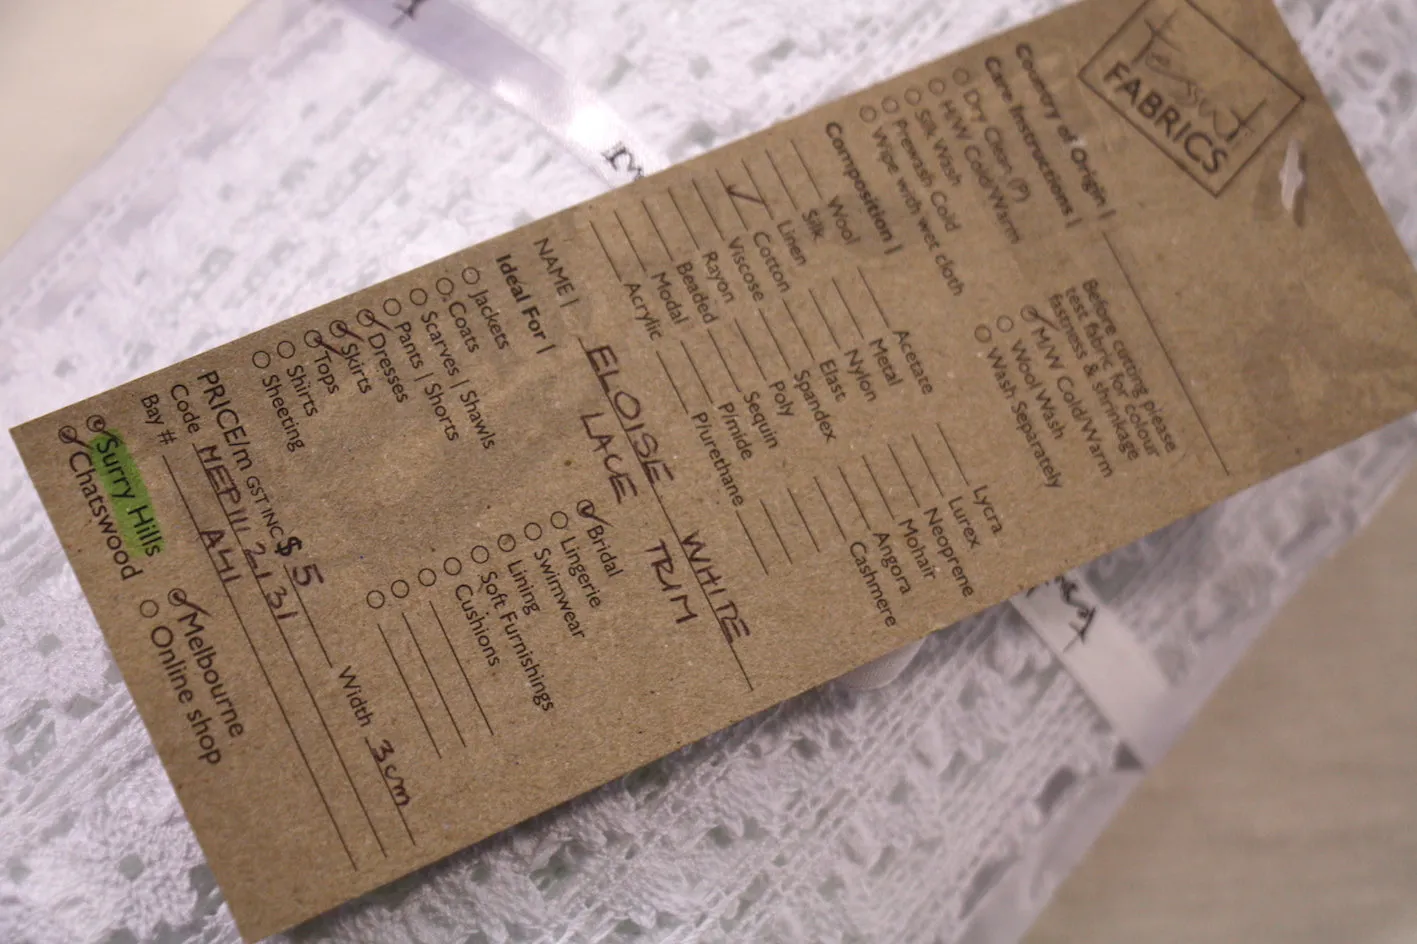 Tessuti
FABRICS
Country of Origin |
Care Instructions |
Dry Clean (P)
H/W Cold/Warm
Silk Wash
Prewash Cold
Wipe with wet cloth
Before cutting please
test fabric for colour
fastness & shrinkage
M/W Cold/Warm
Wool Wash
Wash Separately
Composition |
Wool
Silk
Linen
Cotton
Viscose
Rayon
Beaded
Modal
Acrylic
Acetate
Metal
Nylon
Elast
Spandex
Poly
Sequin
P/mide
P/urethane
Lycra
Lurex
Neoprene
Mohair
Angora
Cashmere
NAME | ELOISE WHITE
LACE TRIM
Ideal For |
Jackets
Coats
Scarves | Shawls
Pants | Shorts
Dresses
Skirts
Tops
Shirts
Sheeting
Bridal
Lingerie
Swimwear
Lining
Soft Furnishings
Cushions
PRICE/m GST INC $ 5 Width 3cm
Code MEP111 2131
Bay # A41
Surry Hills Melbourne
Chatswood Online shop